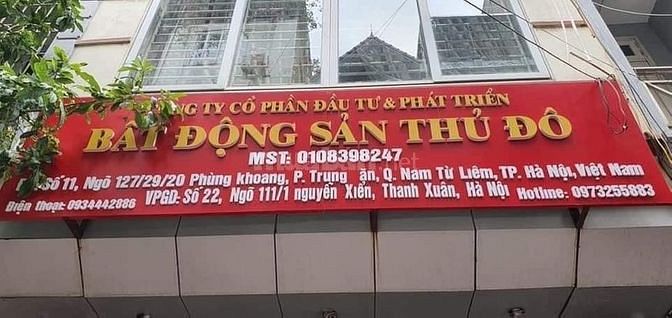 NG TY CỔ PHẦN ĐẦU TƯ & PHÁT TRIỂN
BẤT ĐỘNG SẢN THỦ ĐÔ
MST: 0108398247
Số 11, Ngõ 127/29/20 Phùng khoang, P. Trung ăn, Q. Nam Từ Liêm, TP. Hà Nội, Việt Nam
Điện thoại: 0934442886 VPGD: Số 22, Ngõ 111/1 nguyễn Xiển, Thanh Xuân, Hà Nội Hotline: 0973255883